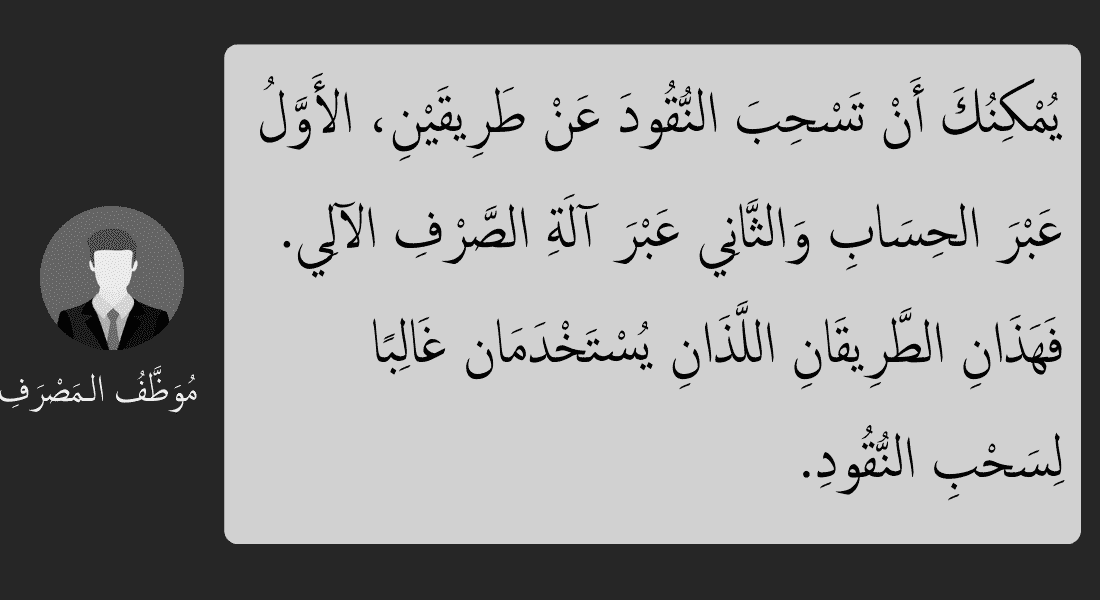 يُمْكِنُكَ أَنْ تَسْحِبَ النُّقُودَ عَنْ طَرِيقَيْنِ، الأَوَّلُ
عَبْرَ الحِسَابِ وَالثَّانِي عَبْرَ آلَةِ الصَّرْفِ الآلِي.
فَهَذَانِ الطَّرِيقَانِ اللَّذَانِ يُسْتَخْدَمَان غَالِبًا
لِسَحْبِ النُّقُودِ.
مُوَظَّفُ المَصْرَفِ